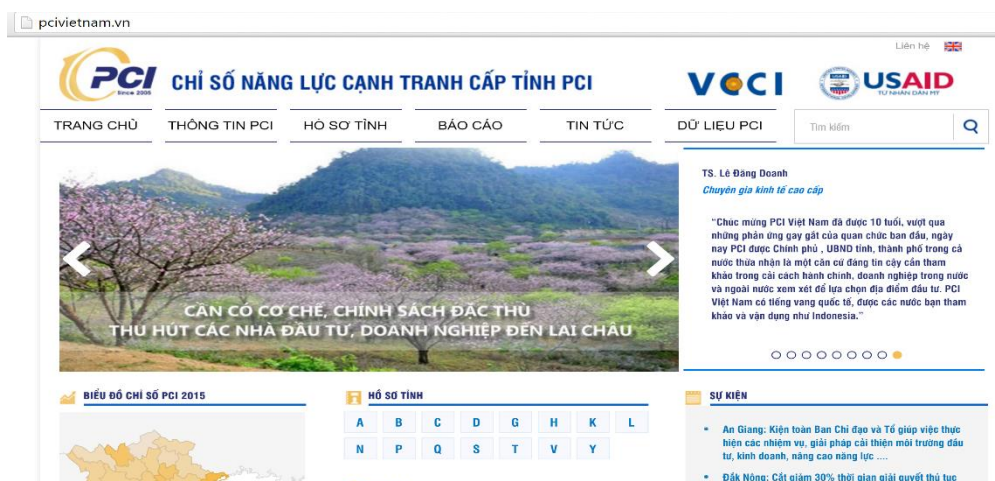 pcivietnam.vn
Liên hệ
PCI
Since 2005
CHỈ SỐ NĂNG LỰC CẠNH TRANH CẤP TỈNH PCI
VCCI
USAID
TỪ NHÂN DÂN MỸ
TRANG CHỦ
THÔNG TIN PCI
HỒ SƠ TỈNH
BÁO CÁO
TIN TỨC
DỮ LIỆU PCI
Tìm kiếm
CẦN CÓ CƠ CHẾ, CHÍNH SÁCH ĐẶC THÙ
THU HÚT CÁC NHÀ ĐẦU TƯ, DOANH NGHIỆP ĐẾN LAI CHÂU
TS. Lê Đăng Doanh
Chuyên gia kinh tế cao cấp
"Chúc mừng PCI Việt Nam đã được 10 tuổi, vượt qua
những phản ứng gay gắt của quan chức ban đầu, ngày
nay PCI được Chính phủ , UBND tỉnh, thành phố trong cả
nước thừa nhận là một căn cứ đáng tin cậy cần tham
khảo trong cải cách hành chính, doanh nghiệp trong nước
và ngoài nước xem xét để lựa chọn địa điểm đầu tư. PCI
Việt Nam có tiếng vang quốc tế, được các nước bạn tham
khảo và vận dụng như Indonesia."
BIỂU ĐỒ CHỈ SỐ PCI 2015
HỒ SƠ TỈNH
A B C D G H K L
N P Q S T V Y
SỰ KIỆN
• An Giang: Kiện toàn Ban Chỉ đạo và Tổ giúp việc thực
hiện các nhiệm vụ, giải pháp cải thiện môi trường đầu
tư, kinh doanh, nâng cao năng lực ....
• Đắk Nông: Cắt giảm 30% thời gian giải quyết thủ tục